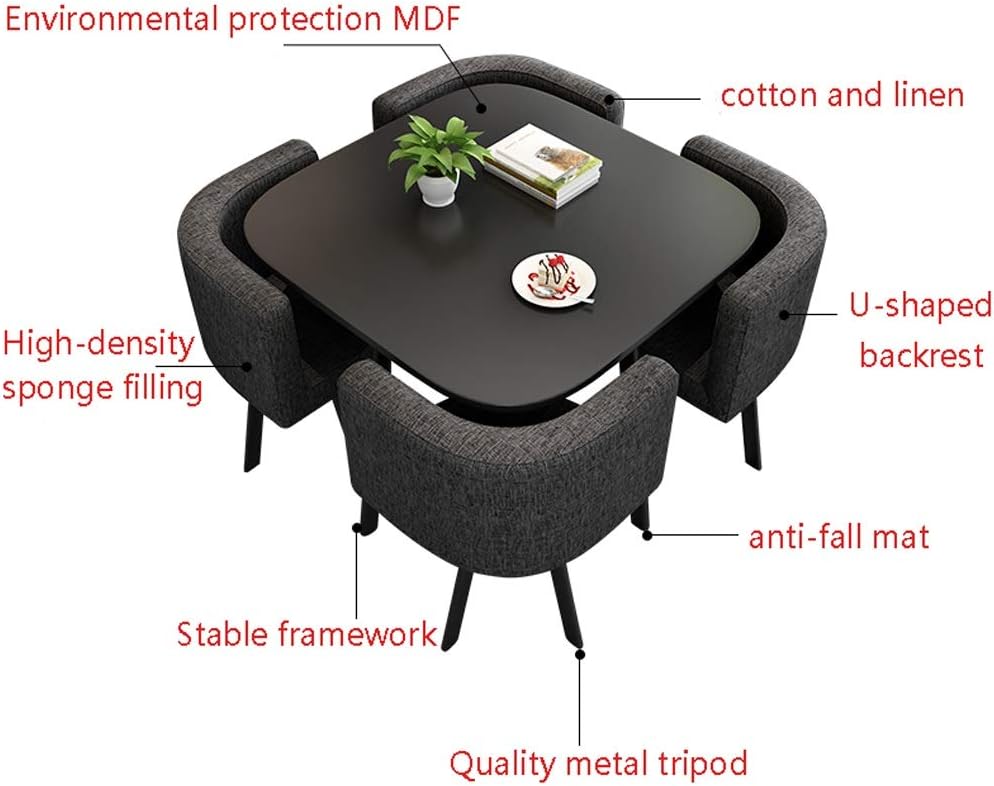 Environmental protection MDF
cotton and linen
U-shaped
backrest
High-density
sponge filling
anti-fall mat
Stable framework
Quality metal tripod